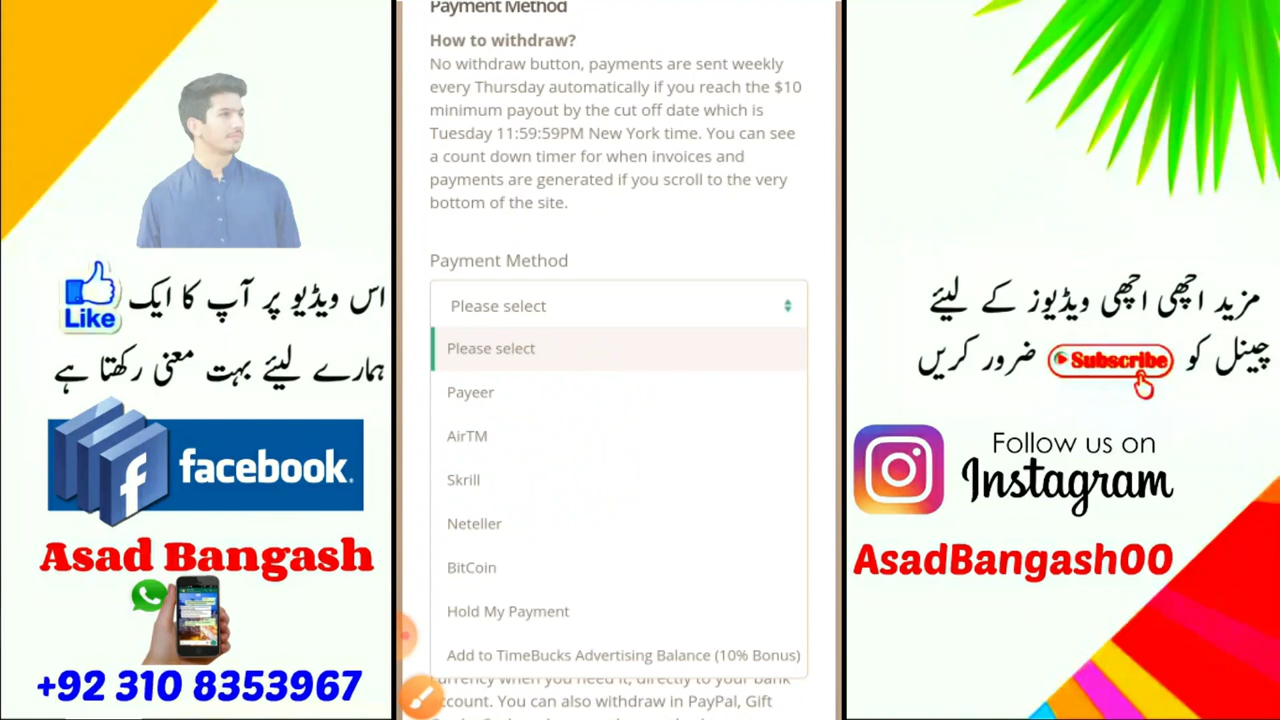 Payment Method
How to withdraw?
No withdraw button, payments are sent weekly
every Thursday automatically if you reach the $10
minimum payout by the cut off date which is
Tuesday 11:59:59PM New York time. You can see
a count down timer for when invoices and
payments are generated if you scroll to the very
bottom of the site.
Payment Method
Please select
Please select
Payeer
AirTM
Skrill
Neteller
BitCoin
Hold My Payment
Add to TimeBucks Advertising Balance (10% Bonus)
currency when you need it, directly to your bank
account. You can also withdraw in PayPal, Gift
اس ویڈیو پر آپ کا ایک Like
ہمارے لیئے بہت معنی رکھتا ہے
facebook.
Asad Bangash
+92 310 8353967
مزید اچھی اچھی ویڈیوز کے لیئے
چینل کو Subscribe ضرور کریں
Follow us on
Instagram
AsadBangash00